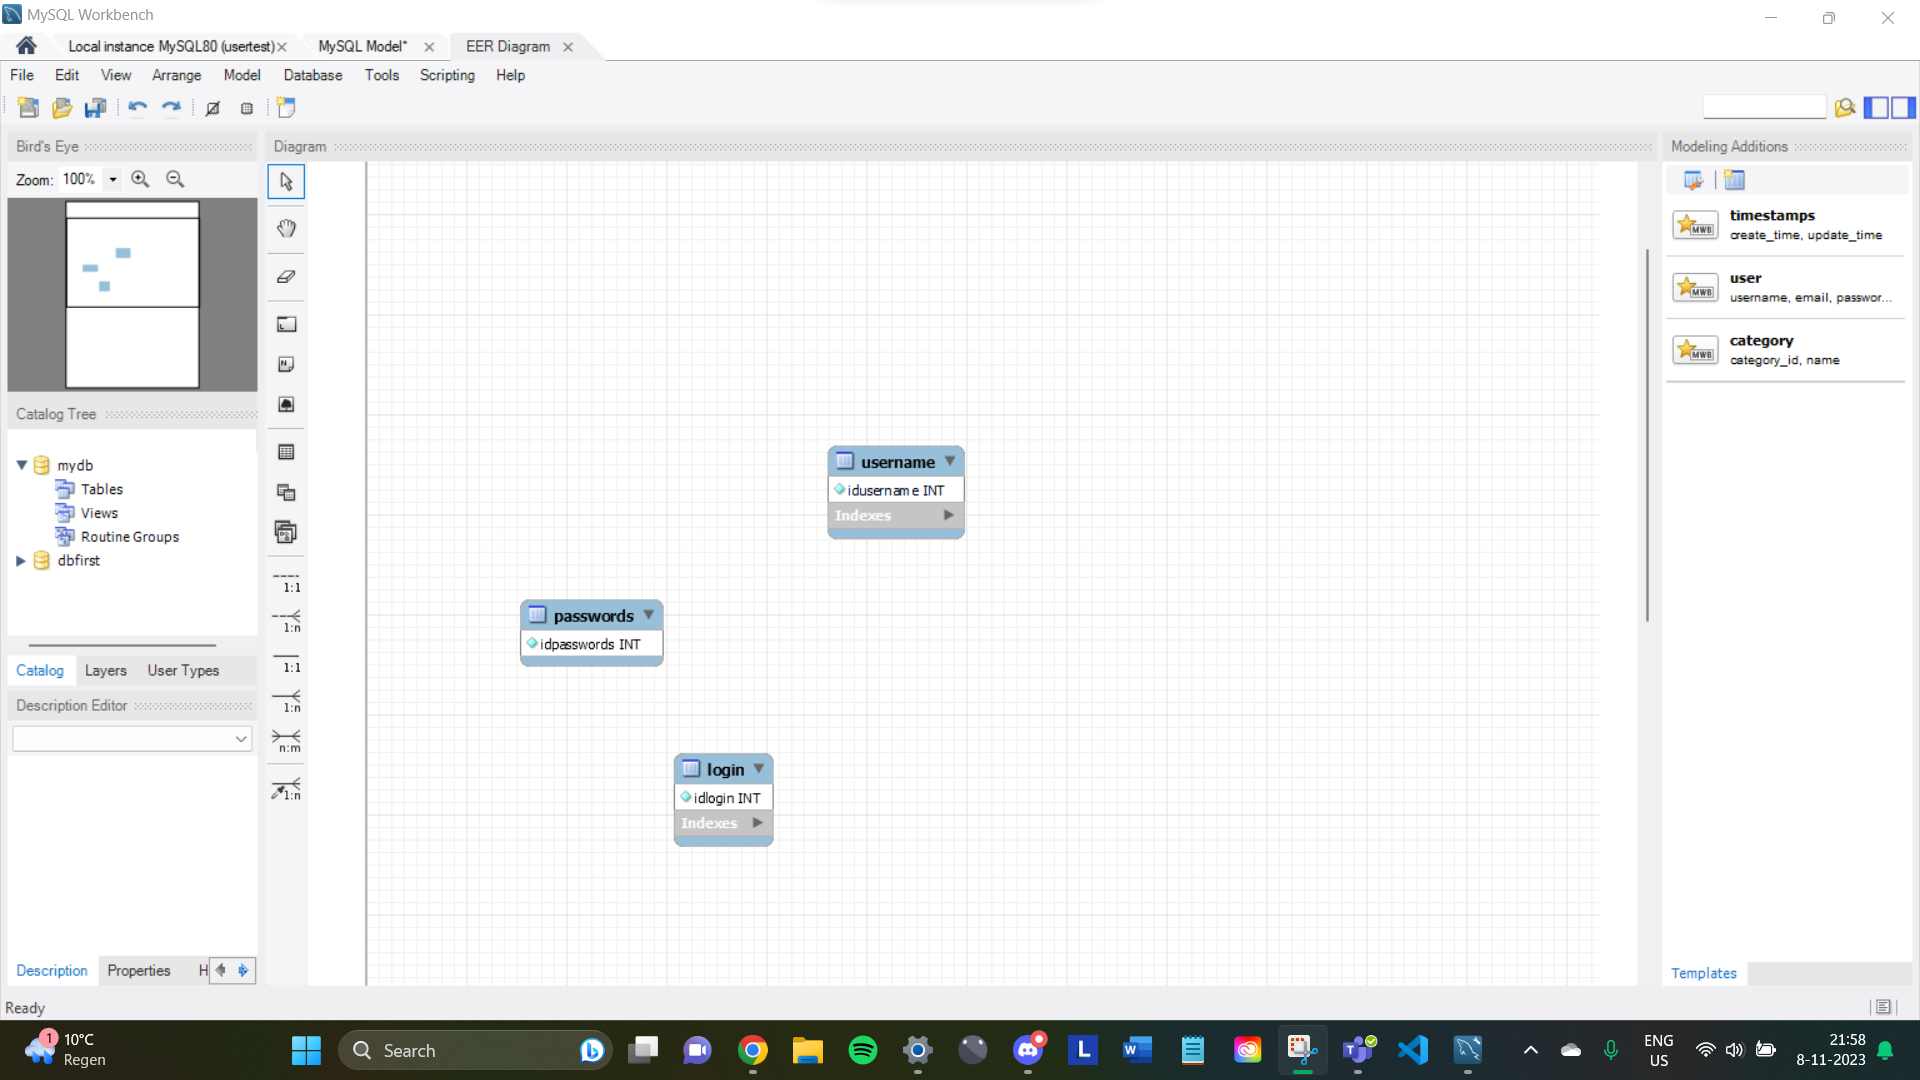 MySQL Workbench
Local instance MySQL80 (usertest)
MySQL Model*
EER Diagram
File Edit View Arrange Model Database Tools Scripting Help
Bird's Eye
Zoom: 100%
Catalog Tree
mydb
Tables
Views
Routine Groups
dbfirst
Catalog Layers User Types
Description Editor
Description Properties H
Ready
Diagram
L
N
1:1
1:n
1:1
1:n
n:m
1:n
username
idusername INT
Indexes
passwords
idpasswords INT
login
idlogin INT
Indexes
Modeling Additions
MWB
timestamps
create_time, update_time
MWB
user
username, email, passwor...
MWB
category
category_id, name
Templates
1
10°C
Regen
Search
L
W
T
ENG
US
21:58
8-11-2023